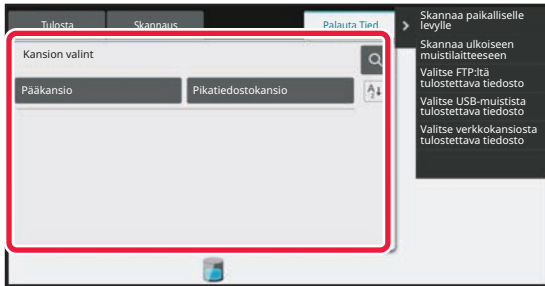 Tulosta
Skannaus
Palauta Tied
Kansion valint
Pääkansio
Pikatiedostokansio
Skannaa paikalliselle
levylle
Skannaa ulkoiseen
muistilaitteeseen
Valitse FTP:ltä
tulostettava tiedosto
Valitse USB-muistista
tulostettava tiedosto
Valitse verkkokansiosta
tulostettava tiedosto